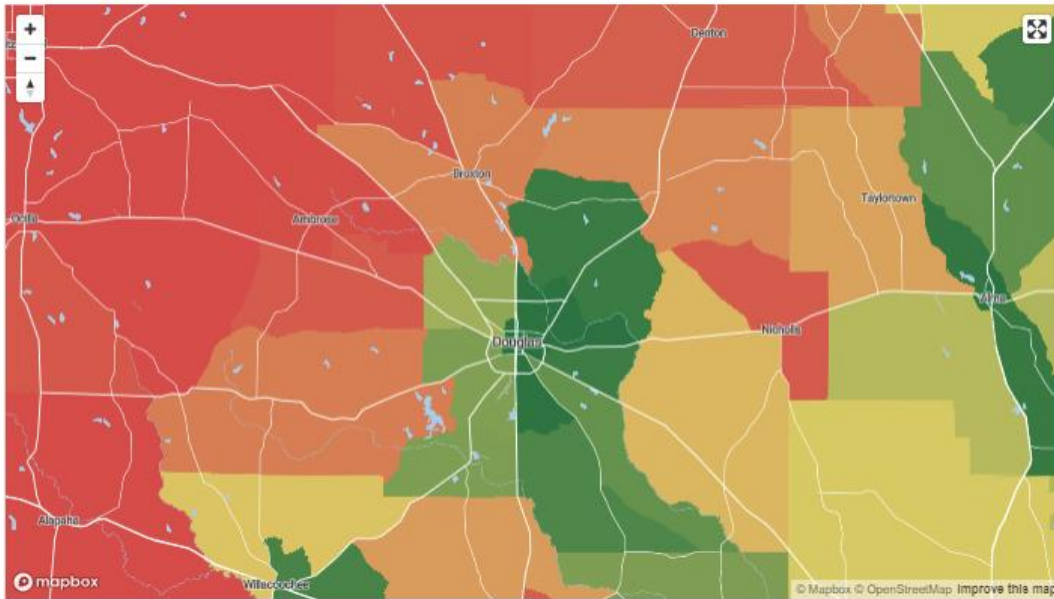 +
Denton
−
Broxton
Taylortown
Ocilla
Ambrose
Alma
Nicholls
Douglas
Alapaha
Willacoochee
mapbox
© Mapbox © OpenStreetMap Improve this map